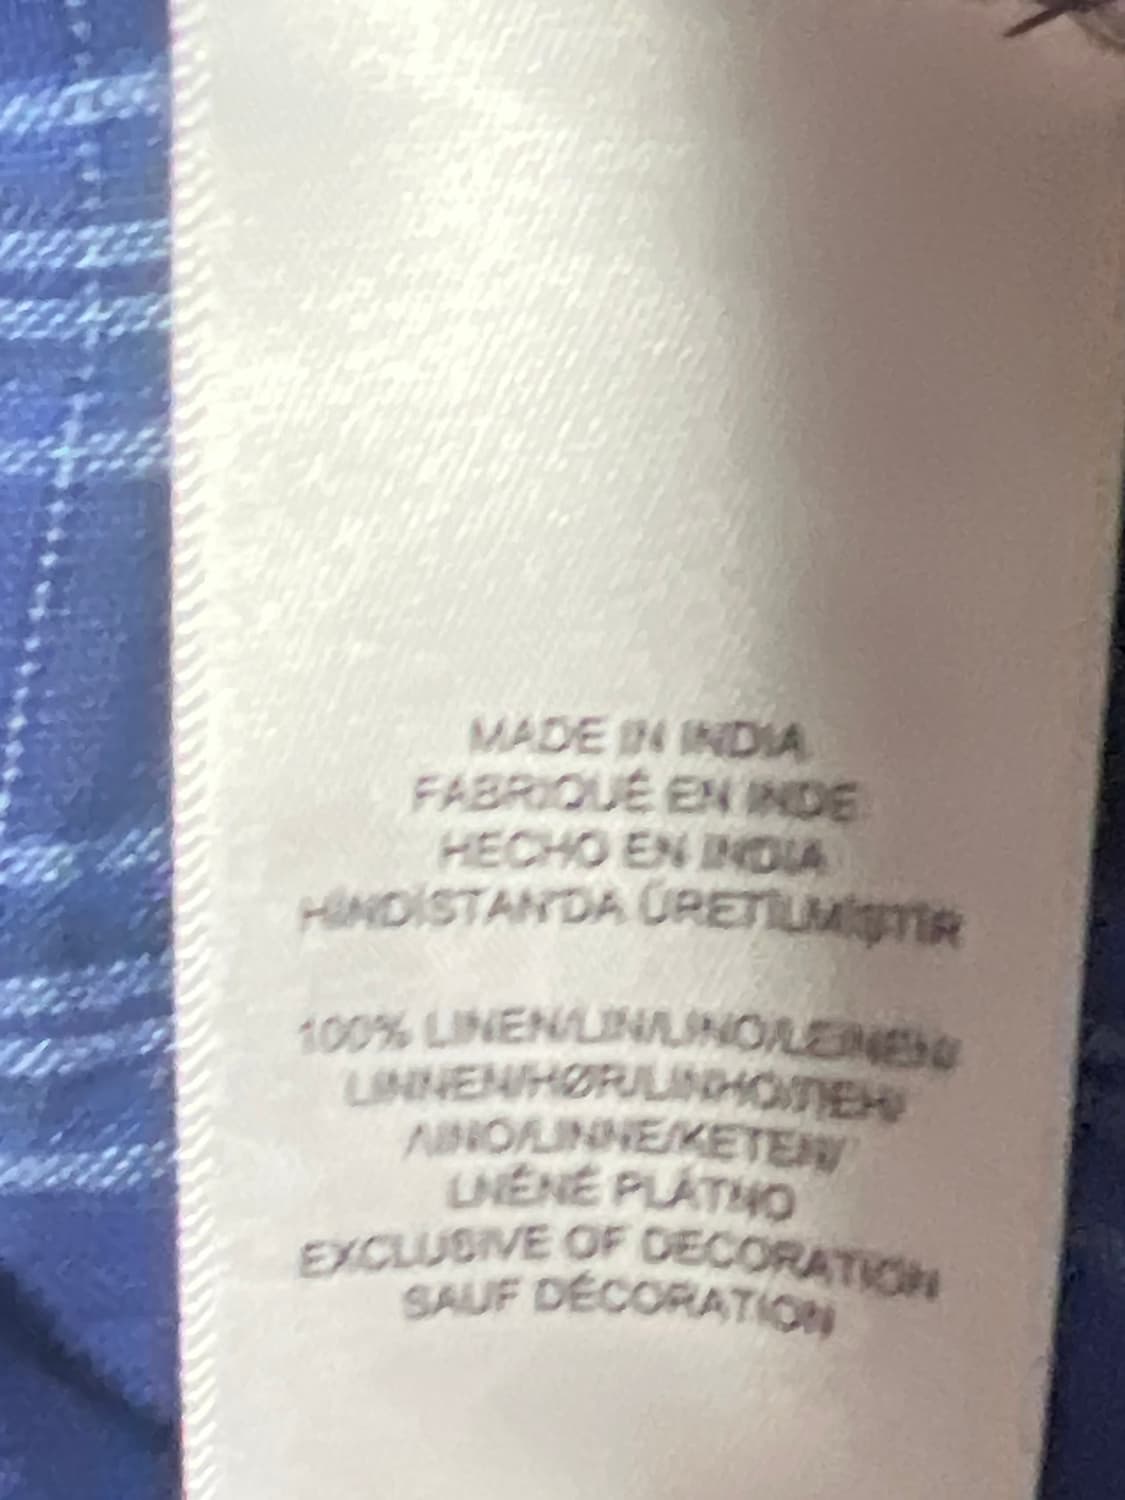 MADE IN INDIA
FABRIQUÉ EN INDE
HECHO EN INDIA
HİNDİSTAN'DA ÜRETİLMİŞTİR
100% LINEN/LIN/LINO/LEINEN/
LINNEN/HØR/LINHO/ЛЕН/
ΛΙΝΟ/LINNE/KETEN/
LNĚNÉ PLÁTNO
EXCLUSIVE OF DECORATION
SAUF DÉCORATION